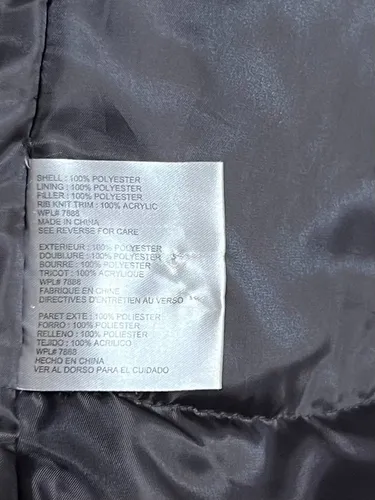 SHELL : 100% POLYESTER
LINING : 100% POLYESTER
FILLER : 100% POLYESTER
RIB KNIT TRIM : 100% ACRYLIC
WPL# 7888
MADE IN CHINA
SEE REVERSE FOR CARE
EXTERIEUR : 100% POLYESTER
DOUBLURE : 100% POLYESTER
BOURRE : 100% POLYESTER
TRICOT : 100% ACRYLIQUE
WPL# 7888
FABRIQUE EN CHINE
DIRECTIVES D'ENTRETIEN AU VERSO
PARET EXTE : 100% POLIESTER
FORRO : 100% POLIESTER
RELLENO : 100% POLIESTER
TEJIDO : 100% ACRILICO
WPL# 7888
HECHO EN CHINA
VER AL DORSO PARA EL CUIDADO